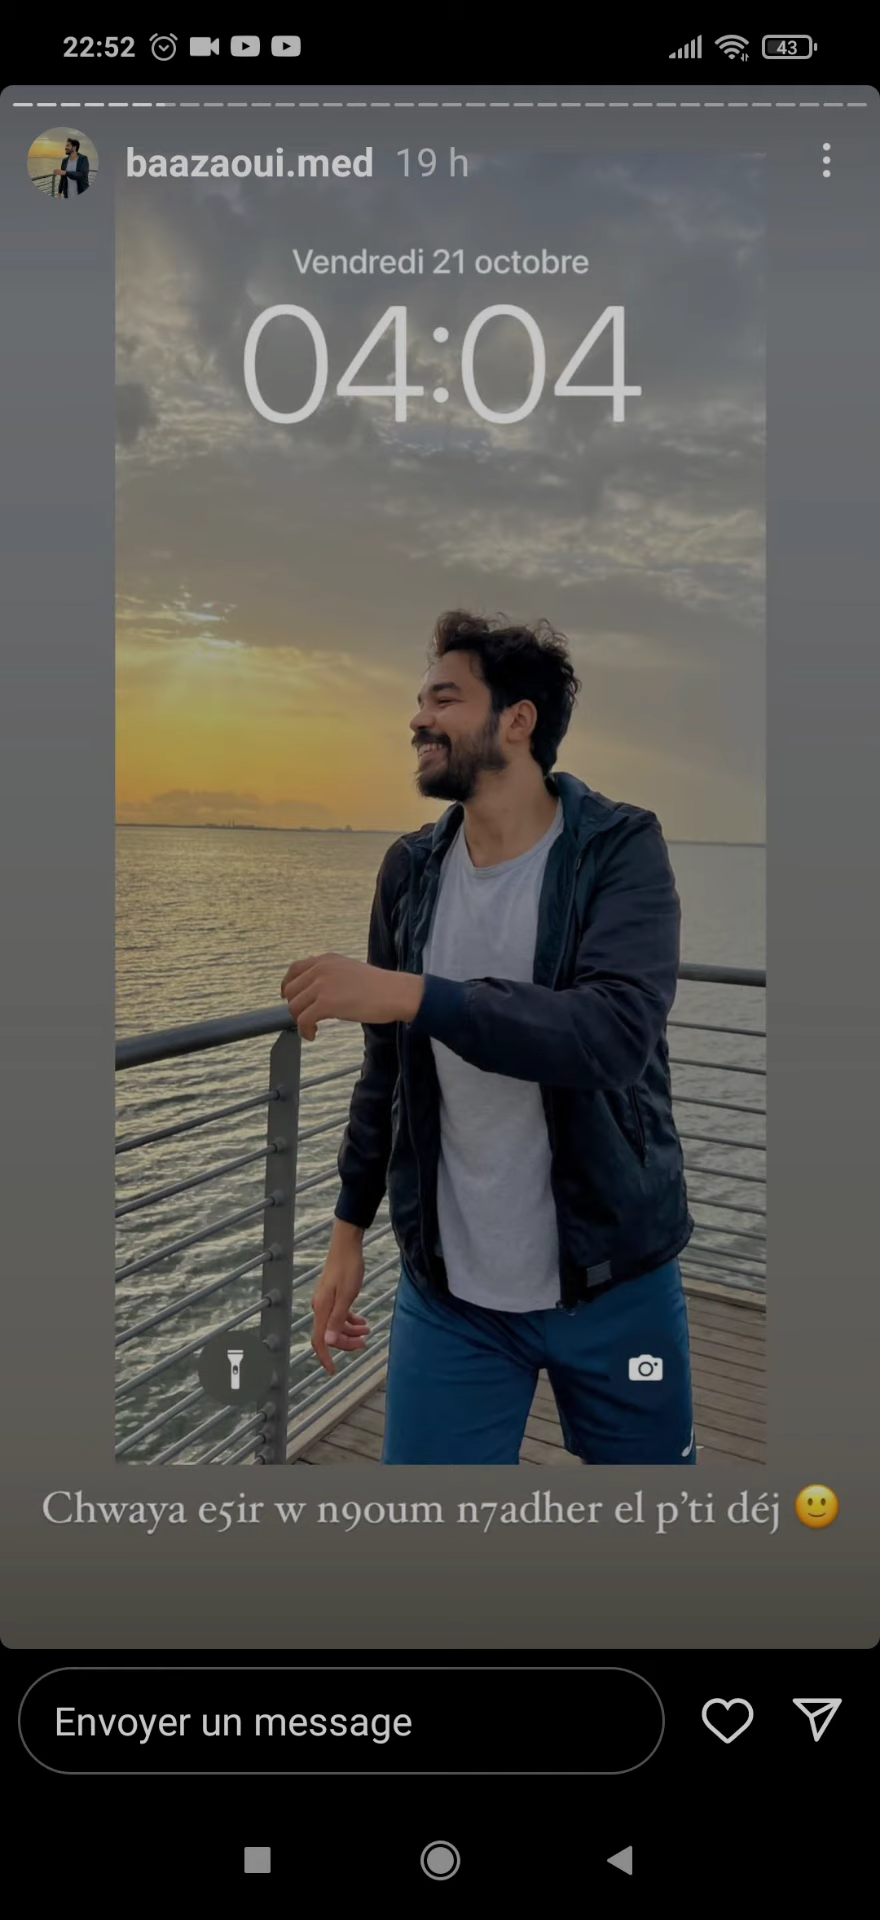 22:52
43
baazaoui.med 19 h
Vendredi 21 octobre
04:04
Chwaya e5ir w n9oum n7adher el p'ti déj 🙂
Envoyer un message